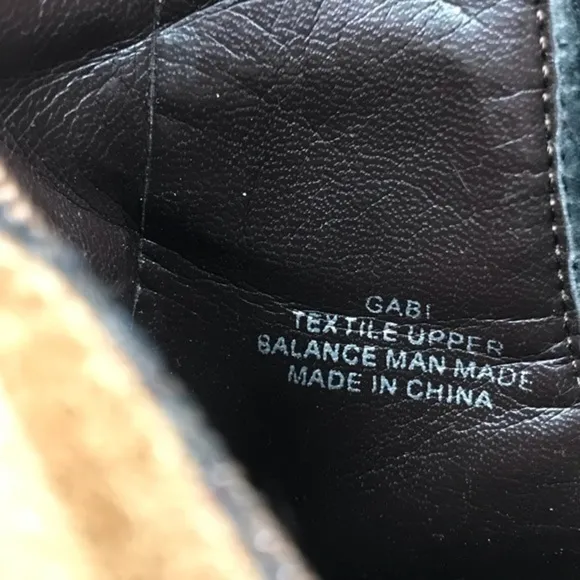 GABI
TEXTILE UPPER
BALANCE MAN MADE
MADE IN CHINA